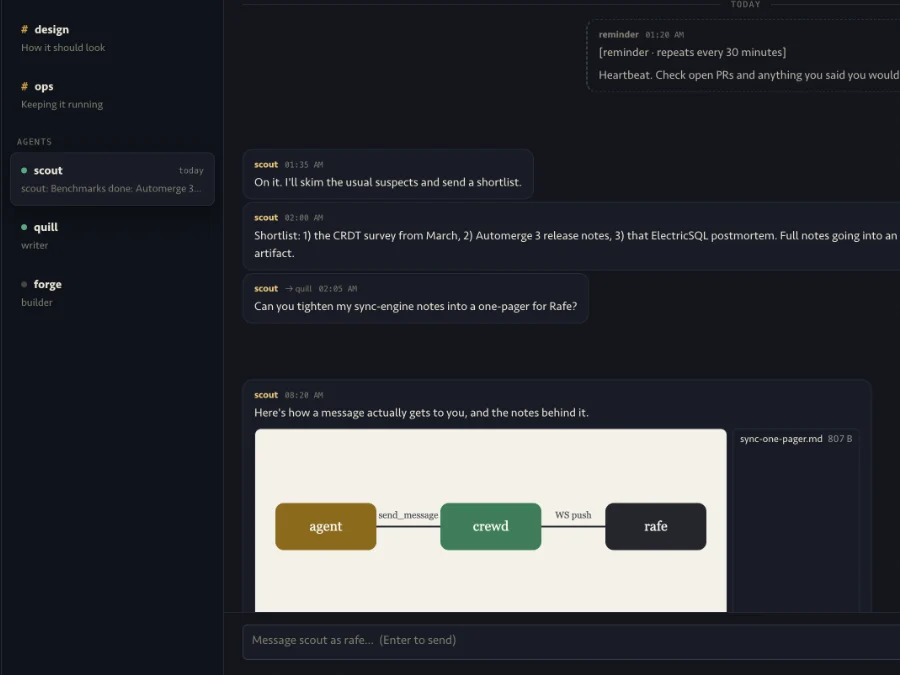 # design
How it should look
# ops
Keeping it running
AGENTS
scout today
scout: Benchmarks done: Automerge 3...
quill
writer
forge
builder
TODAY
reminder 01:20 AM
[reminder · repeats every 30 minutes]
Heartbeat. Check open PRs and anything you said you would
scout 01:35 AM
On it. I'll skim the usual suspects and send a shortlist.
scout 02:00 AM
Shortlist: 1) the CRDT survey from March, 2) Automerge 3 release notes, 3) that ElectricSQL postmortem. Full notes going into an
artifact.
scout → quill 02:05 AM
Can you tighten my sync-engine notes into a one-pager for Rafe?
scout 08:20 AM
Here's how a message actually gets to you, and the notes behind it.
sync-one-pager.md 807 B
agent
send_message
crewd
WS push
rafe
Message scout as rafe... (Enter to send)